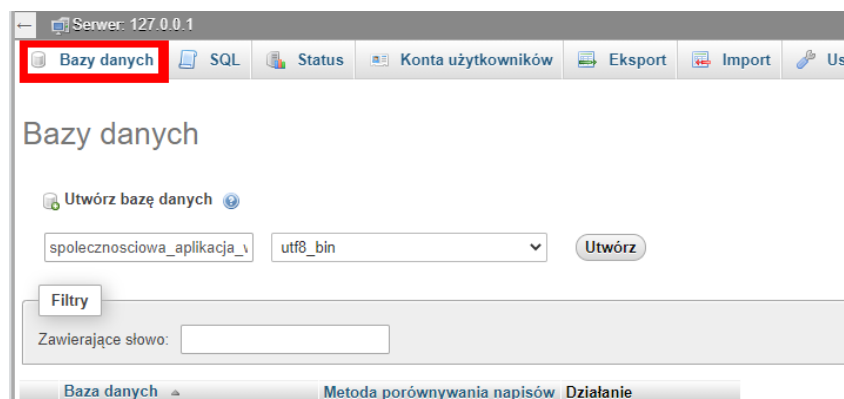 ← Serwer: 127.0.0.1
Bazy danych SQL Status Konta użytkowników Eksport Import Us
Bazy danych
Utwórz bazę danych
spolecznosciowa_aplikacja_ utf8_bin Utwórz
Filtry
Zawierające słowo:
Baza danych Metoda porównywania napisów Działanie